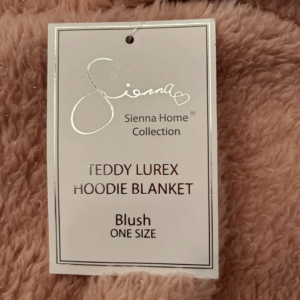 Sienna
Sienna Home®
Collection
TEDDY LUREX
HOODIE BLANKET
Blush
ONE SIZE